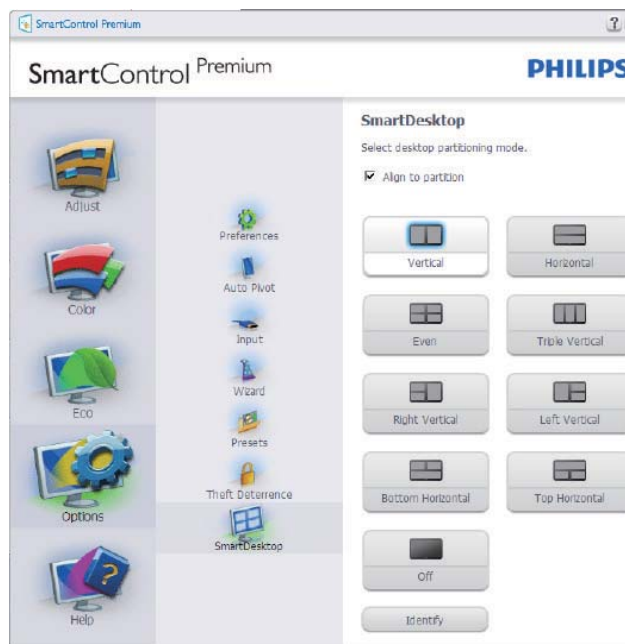 SmartControl Premium
?
SmartControl Premium
PHILIPS
Adjust
Color
Eco
Options
Help
Preferences
Auto Pivot
Input
Wizard
Presets
Theft Deterrence
SmartDesktop
SmartDesktop
Select desktop partitioning mode.
Align to partition
Vertical
Horizontal
Even
Triple Vertical
Right Vertical
Left Vertical
Bottom Horizontal
Top Horizontal
Off
Identify